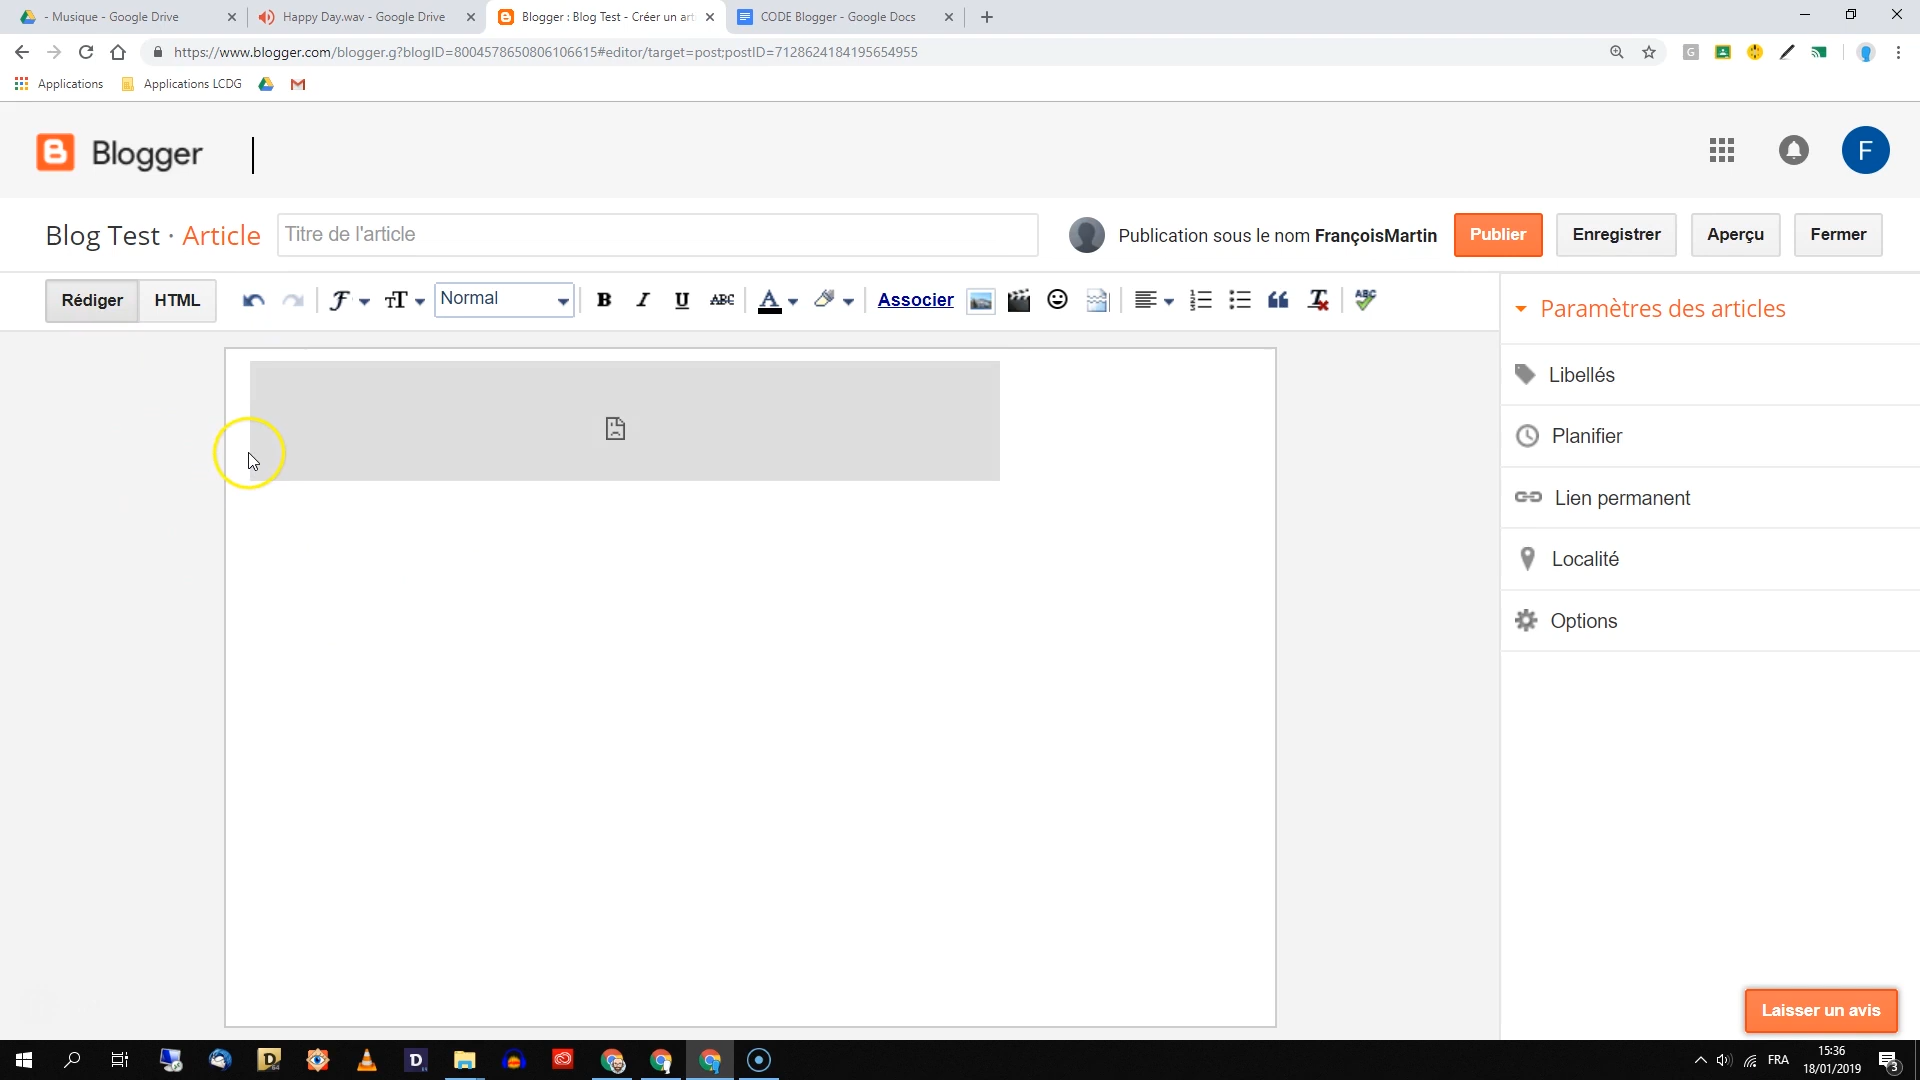 - Musique - Google Drive
Happy Day.wav - Google Drive
Blogger : Blog Test - Créer un art
CODE Blogger - Google Docs
https://www.blogger.com/blogger.g?blogID=8004578650806106615#editor/target=post;postID=7128624184195654955
Applications
Applications LCDG
Blogger
F
Blog Test · Article
Titre de l'article
Publication sous le nom FrançoisMartin
Publier
Enregistrer
Aperçu
Fermer
Rédiger
HTML
Normal
B I U ABC
A
Associer
ABC
Paramètres des articles
Libellés
Planifier
Lien permanent
Localité
Options
Laisser un avis
FRA
15:36
18/01/2019
3